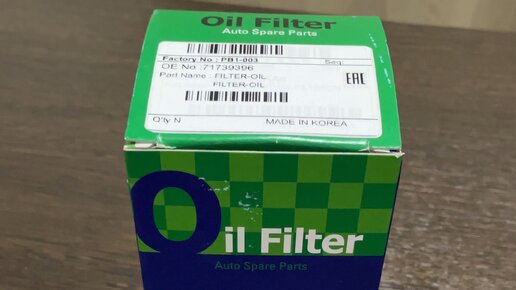 Oil Filter
Auto Spare Parts
Factory No : PB1-003 Seq:
OE No :71739396
Part Name : FILTER-OIL
FILTER-OIL
EAC
Q'ty N MADE IN KOREA
Oil Filter
Auto Spare Parts